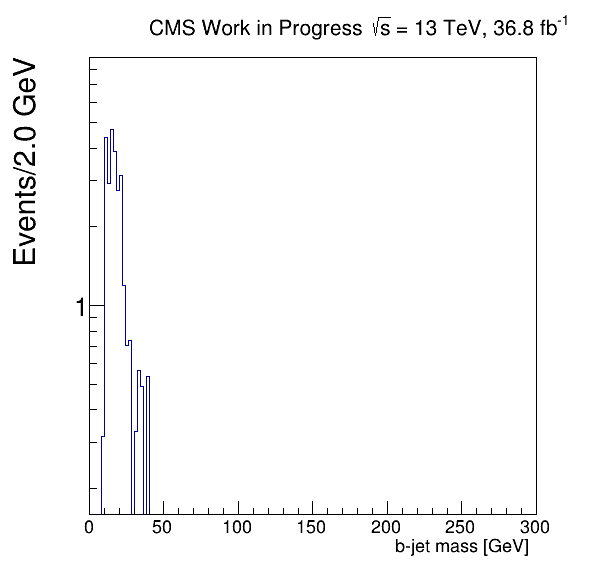 CMS Work in Progress √s = 13 TeV, 36.8 fb⁻¹
Events/2.0 GeV
1
0 50 100 150 200 250 300
b-jet mass [GeV]